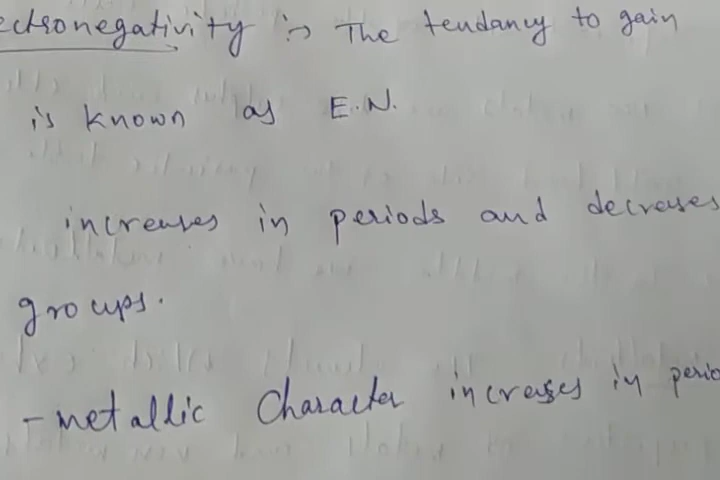 ectronegativity :→ The tendancy to gain
is known as E.N.
increases in periods and decreases
groups.
-metallic Character increases in perio